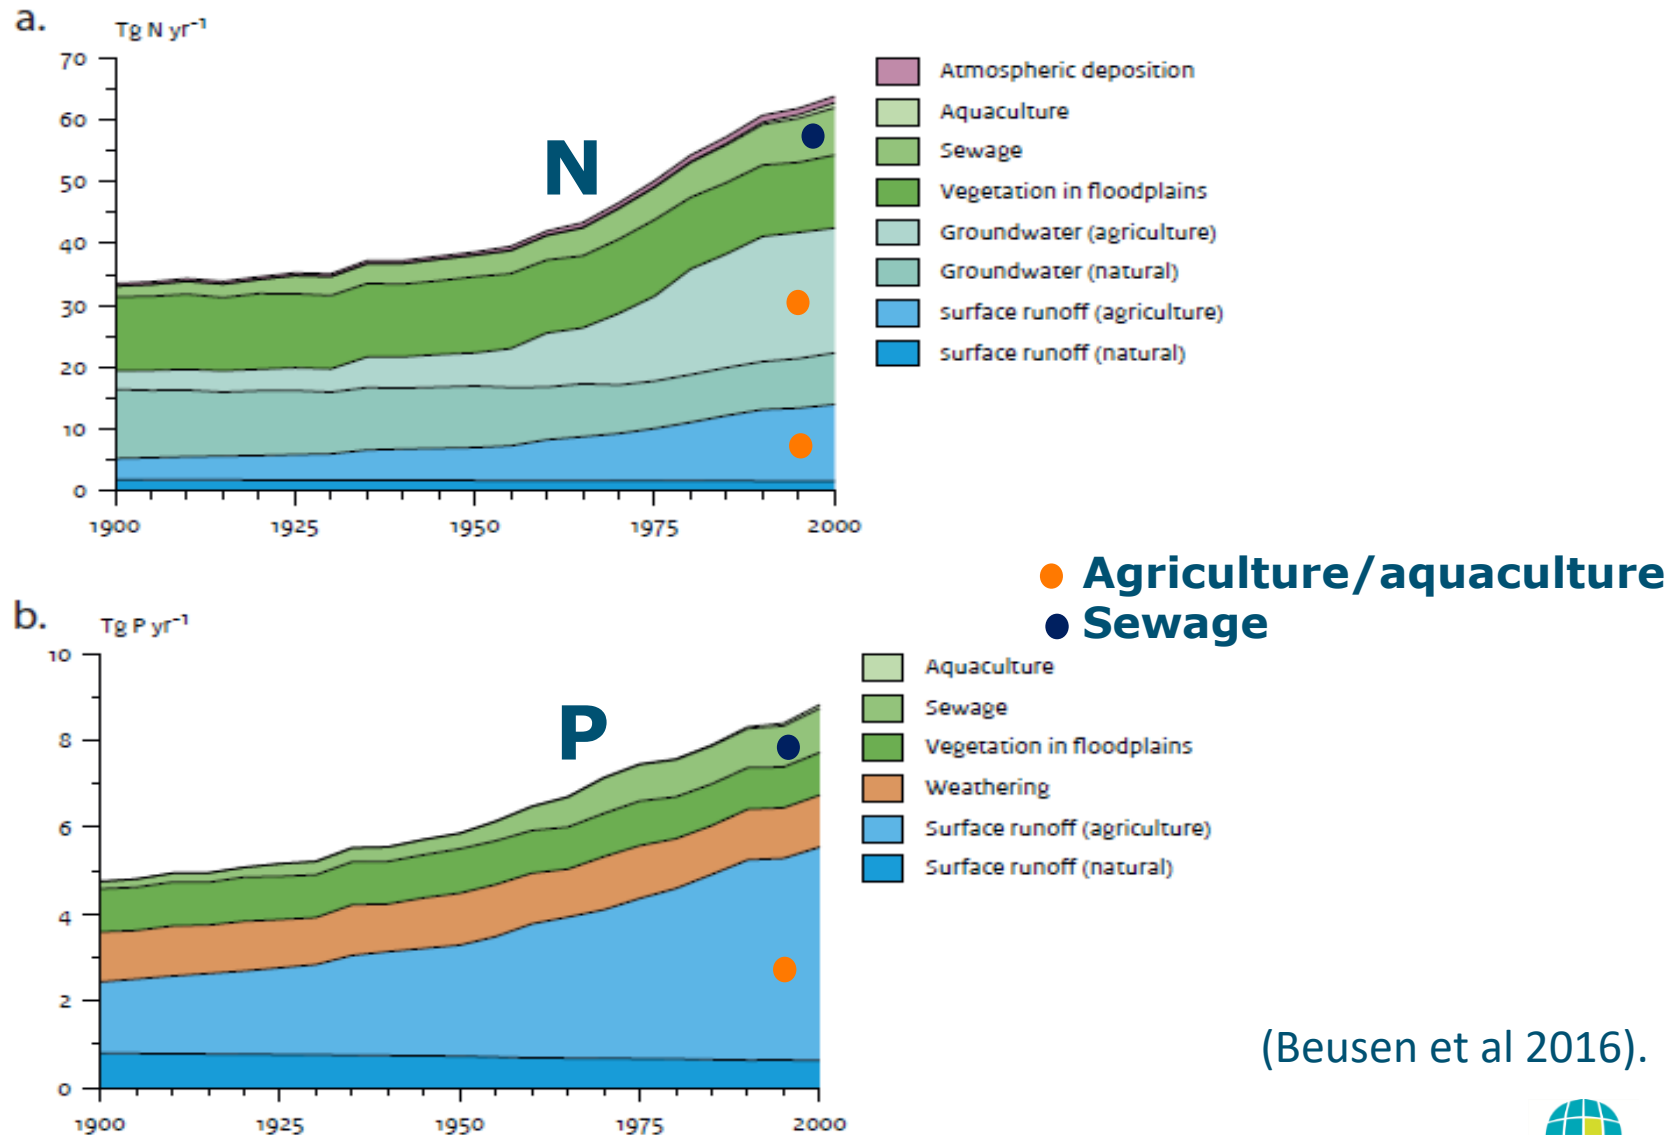 a.
Tg N yr⁻¹
70
60
50
40
30
20
10
0
1900 1925 1950 1975 2000
N
Atmospheric deposition
Aquaculture
Sewage
Vegetation in floodplains
Groundwater (agriculture)
Groundwater (natural)
surface runoff (agriculture)
surface runoff (natural)
Agriculture/aquaculture
Sewage
b.
Tg P yr⁻¹
10
8
6
4
2
0
1900 1925 1950 1975 2000
P
Aquaculture
Sewage
Vegetation in floodplains
Weathering
Surface runoff (agriculture)
Surface runoff (natural)
(Beusen et al 2016).